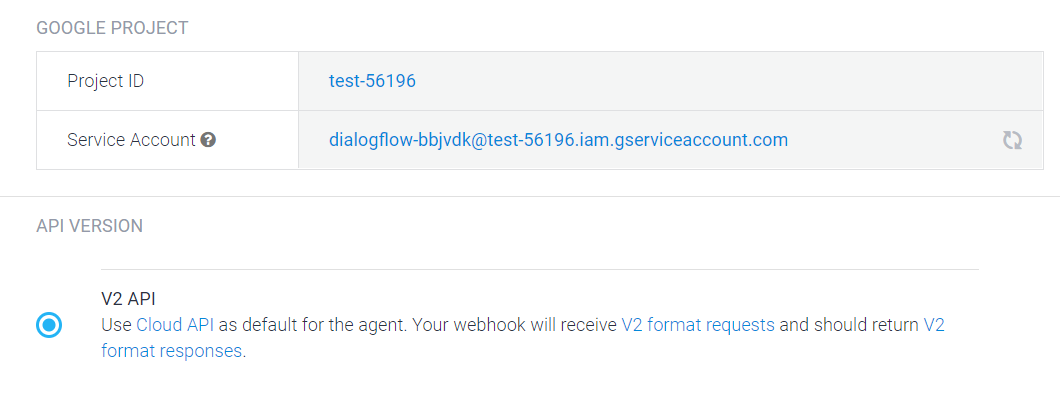 GOOGLE PROJECT
Project ID
test-56196
Service Account
dialogflow-bbjvdk@test-56196.iam.gserviceaccount.com
API VERSION
V2 API
Use Cloud API as default for the agent. Your webhook will receive V2 format requests and should return V2
format responses.